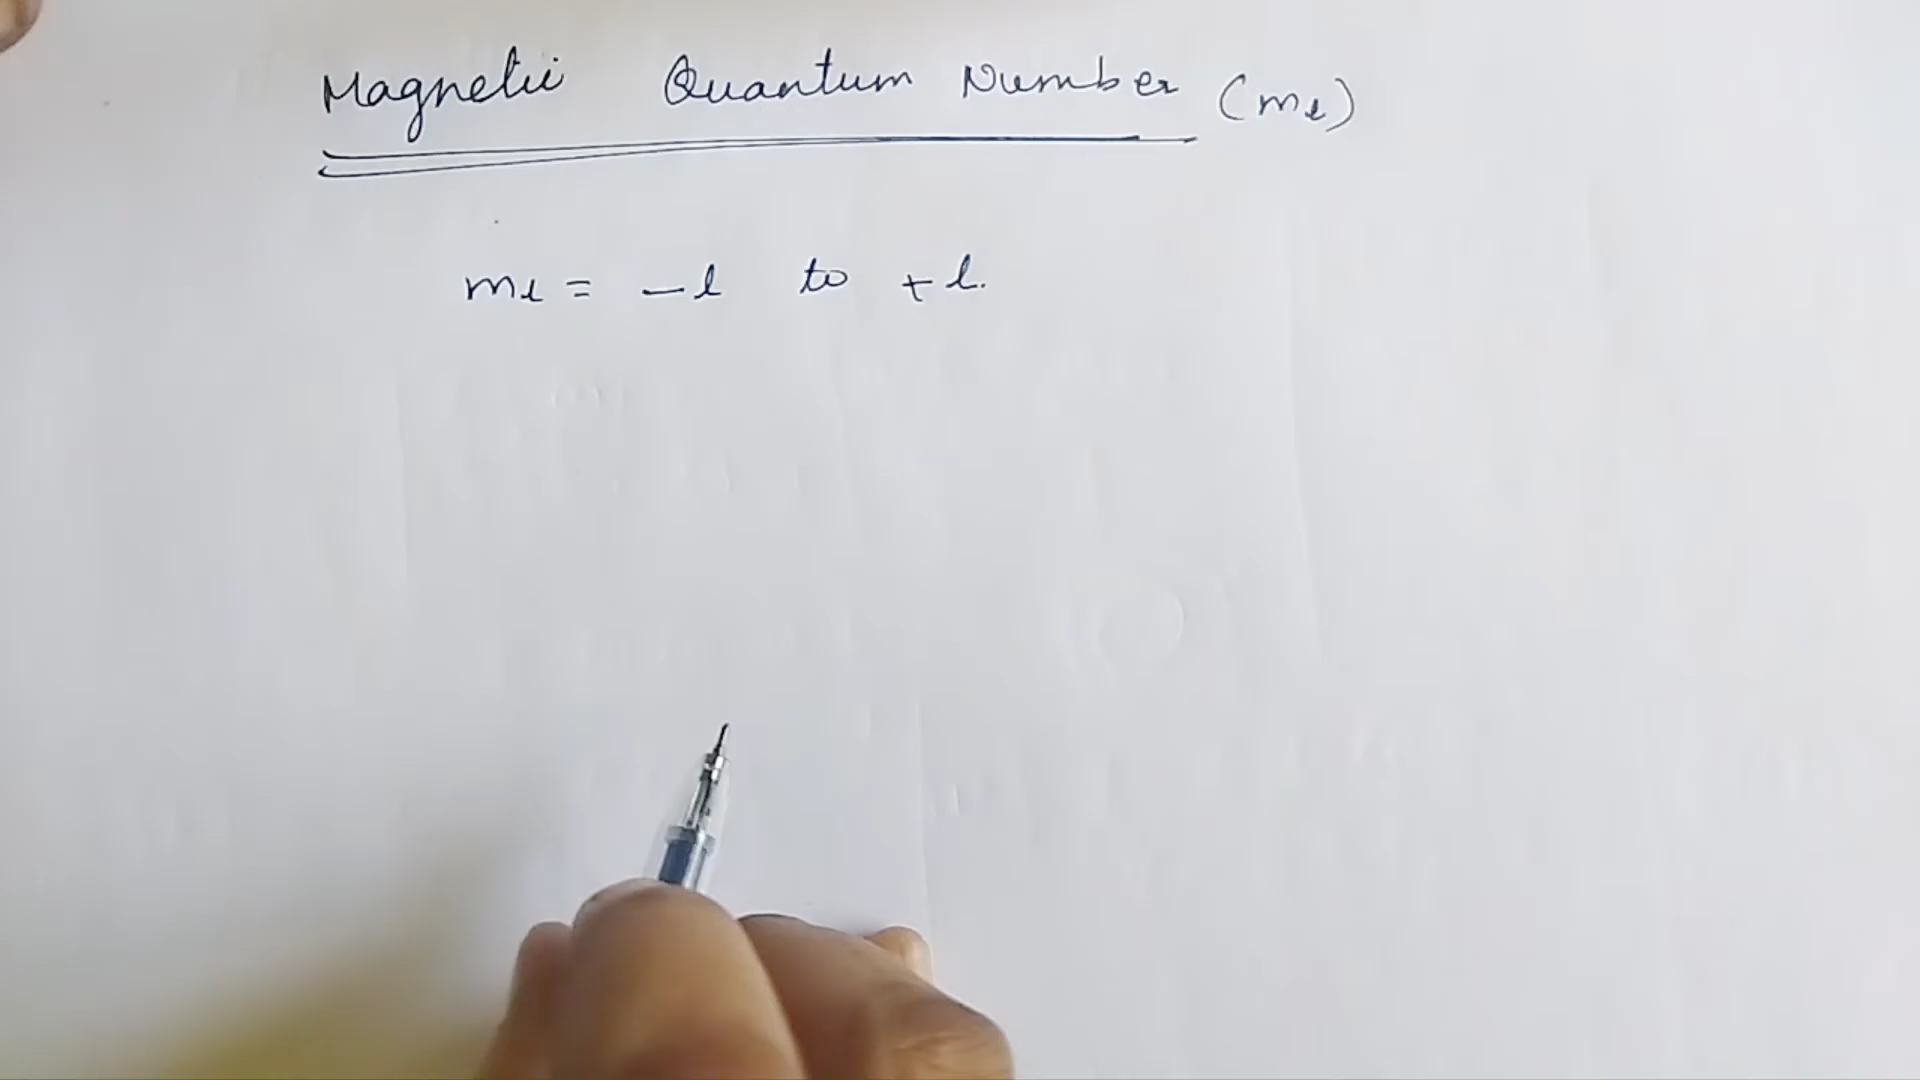 Magnetic Quantum Number (ml)
ml = -l to +l.